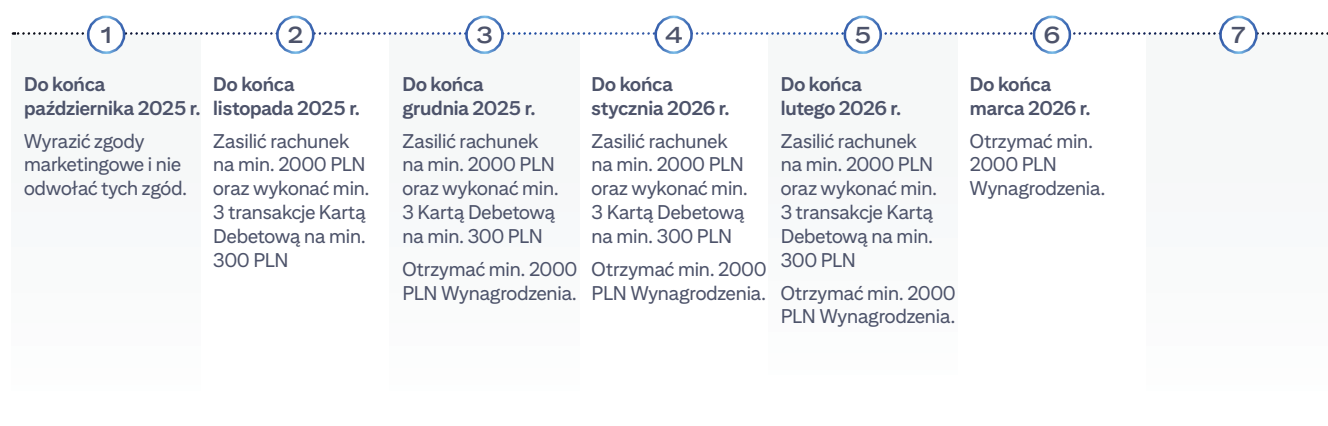 1
Do końca
października 2025 r.
Wyrazić zgody
marketingowe i nie
odwołać tych zgód.
2
Do końca
listopada 2025 r.
Zasilić rachunek
na min. 2000 PLN
oraz wykonać min.
3 transakcje Kartą
Debetową na min.
300 PLN
3
Do końca
grudnia 2025 r.
Zasilić rachunek
na min. 2000 PLN
oraz wykonać min.
3 Kartą Debetową
na min. 300 PLN
Otrzymać min. 2000
PLN Wynagrodzenia.
4
Do końca
stycznia 2026 r.
Zasilić rachunek
na min. 2000 PLN
oraz wykonać min.
3 Kartą Debetową
na min. 300 PLN
Otrzymać min. 2000
PLN Wynagrodzenia.
5
Do końca
lutego 2026 r.
Zasilić rachunek
na min. 2000 PLN
oraz wykonać min.
3 transakcje Kartą
Debetową na min.
300 PLN
Otrzymać min. 2000
PLN Wynagrodzenia.
6
Do końca
marca 2026 r.
Otrzymać min.
2000 PLN
Wynagrodzenia.
7